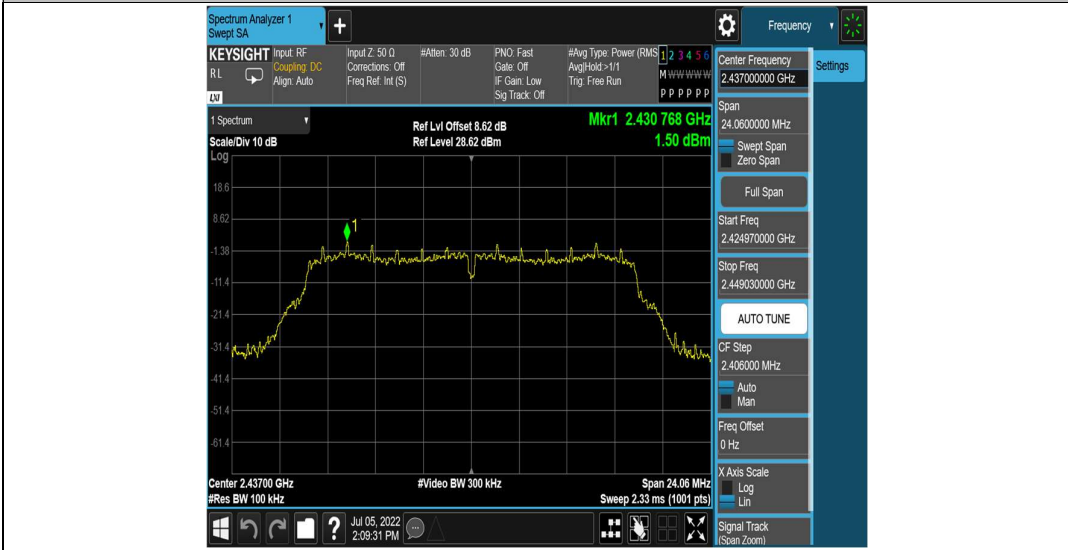 Spectrum Analyzer 1
Swept SA
Frequency
KEYSIGHT
RL
LXI
Input: RF
Coupling: DC
Align: Auto
Input Z: 50 Ω
Corrections: Off
Freq Ref: Int (S)
#Atten: 30 dB
PNO: Fast
Gate: Off
IF Gain: Low
Sig Track: Off
#Avg Type: Power (RMS
Avg|Hold:>1/1
Trig: Free Run
1 2 3 4 5 6
M W W W W W
P P P P P P
1 Spectrum
Scale/Div 10 dB
Log
Ref Lvl Offset 8.62 dB
Ref Level 28.62 dBm
Mkr1 2.430 768 GHz
1.50 dBm
18.6
8.62
-1.38
-11.4
-21.4
-31.4
-41.4
-51.4
-61.4
1
Center 2.43700 GHz
#Res BW 100 kHz
#Video BW 300 kHz
Span 24.06 MHz
Sweep 2.33 ms (1001 pts)
Jul 05, 2022
2:09:31 PM
Center Frequency
2.437000000 GHz
Settings
Span
24.0600000 MHz
Swept Span
Zero Span
Full Span
Start Freq
2.424970000 GHz
Stop Freq
2.449030000 GHz
AUTO TUNE
CF Step
2.406000 MHz
Auto
Man
Freq Offset
0 Hz
X Axis Scale
Log
Lin
Signal Track
(Span Zoom)